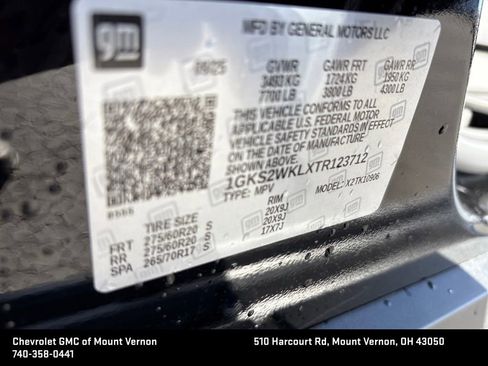 gm
MFD BY GENERAL MOTORS LLC
09/25
GVWR GAWR FRT GAWR RR
3493 KG 1724 KG 1950 KG
7700 LB 3800 LB 4300 LB
THIS VEHICLE CONFORMS TO ALL
APPLICABLE U.S. FEDERAL MOTOR
VEHICLE SAFETY STANDARDS IN
EFFECT ON THE DATE OF MANUFACTURE
SHOWN ABOVE.
1GKS2WKLXTR123712
TYPE: MPV MODEL: X2 TK10906
TIRE SIZE RIM
FRT 275/60R20 S 20X9J
RR 275/60R20 S 20X9J
SPA 265/70R17 S 17X7J
Chevrolet GMC of Mount Vernon 510 Harcourt Rd, Mount Vernon, OH 43050
740-358-0441